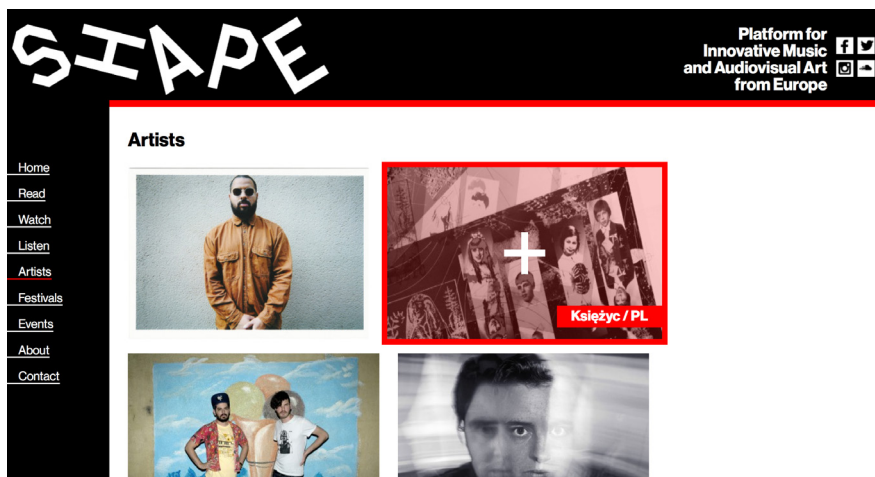 SHAPE
Platform for
Innovative Music
and Audiovisual Art
from Europe
Artists
Home
Read
Watch
Listen
Artists
Festivals
Events
About
Contact
Księżyc / PL